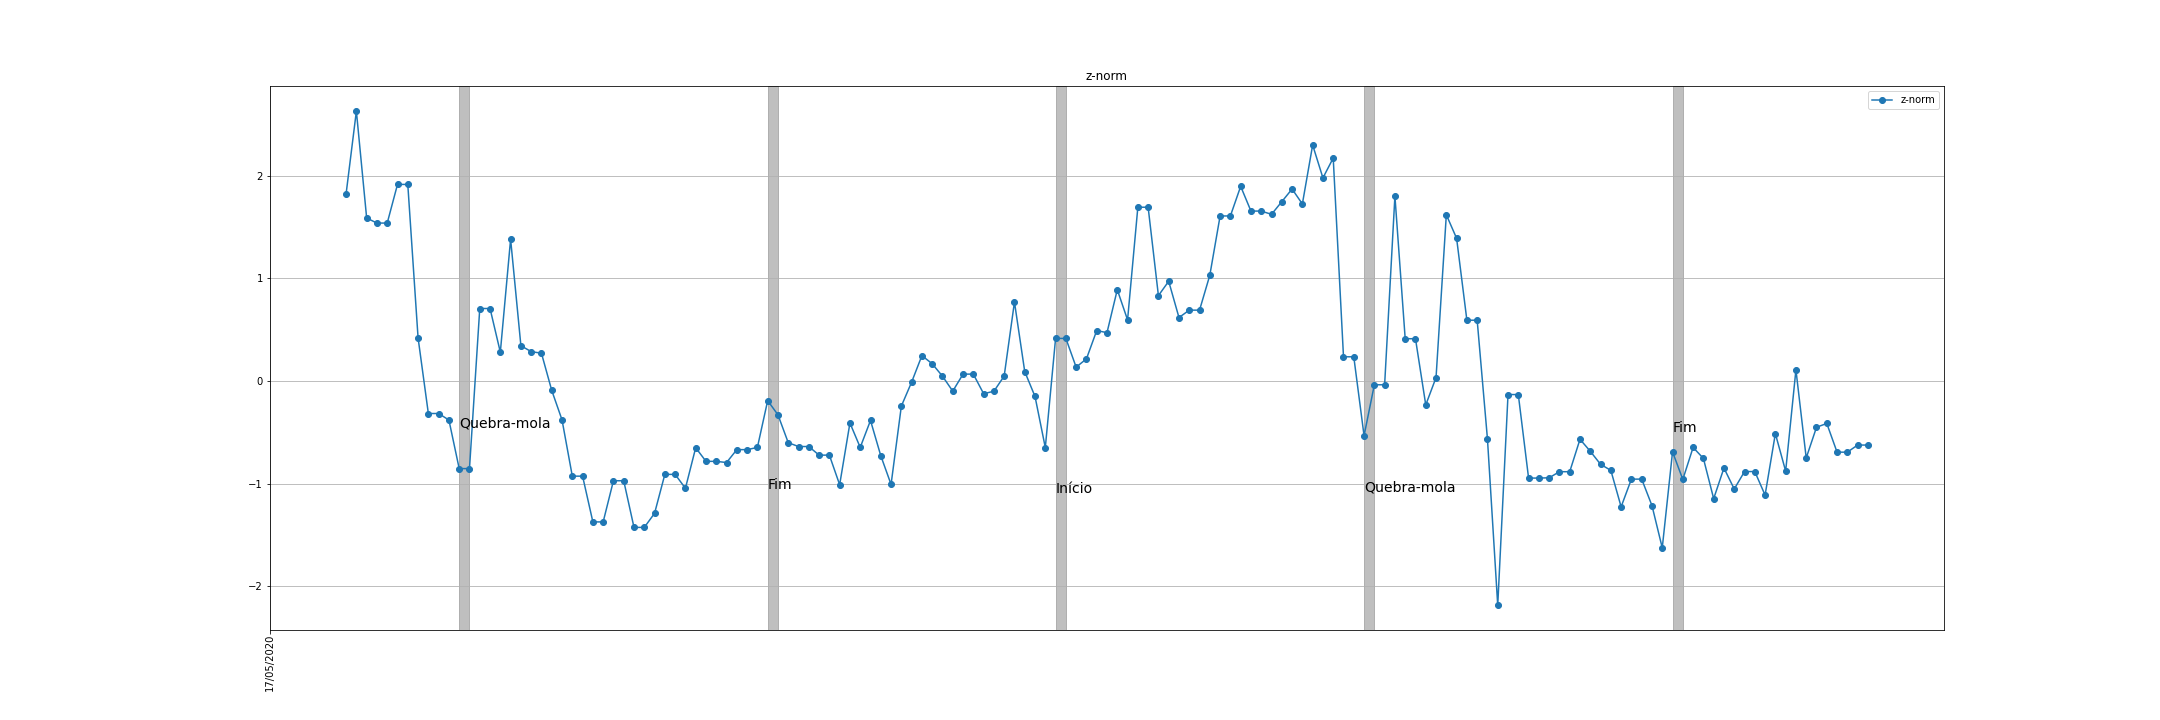 z-norm
z-norm
2
1
0
−1
−2
Quebra-mola
Fim
Início
Quebra-mola
Fim
17/05/2020